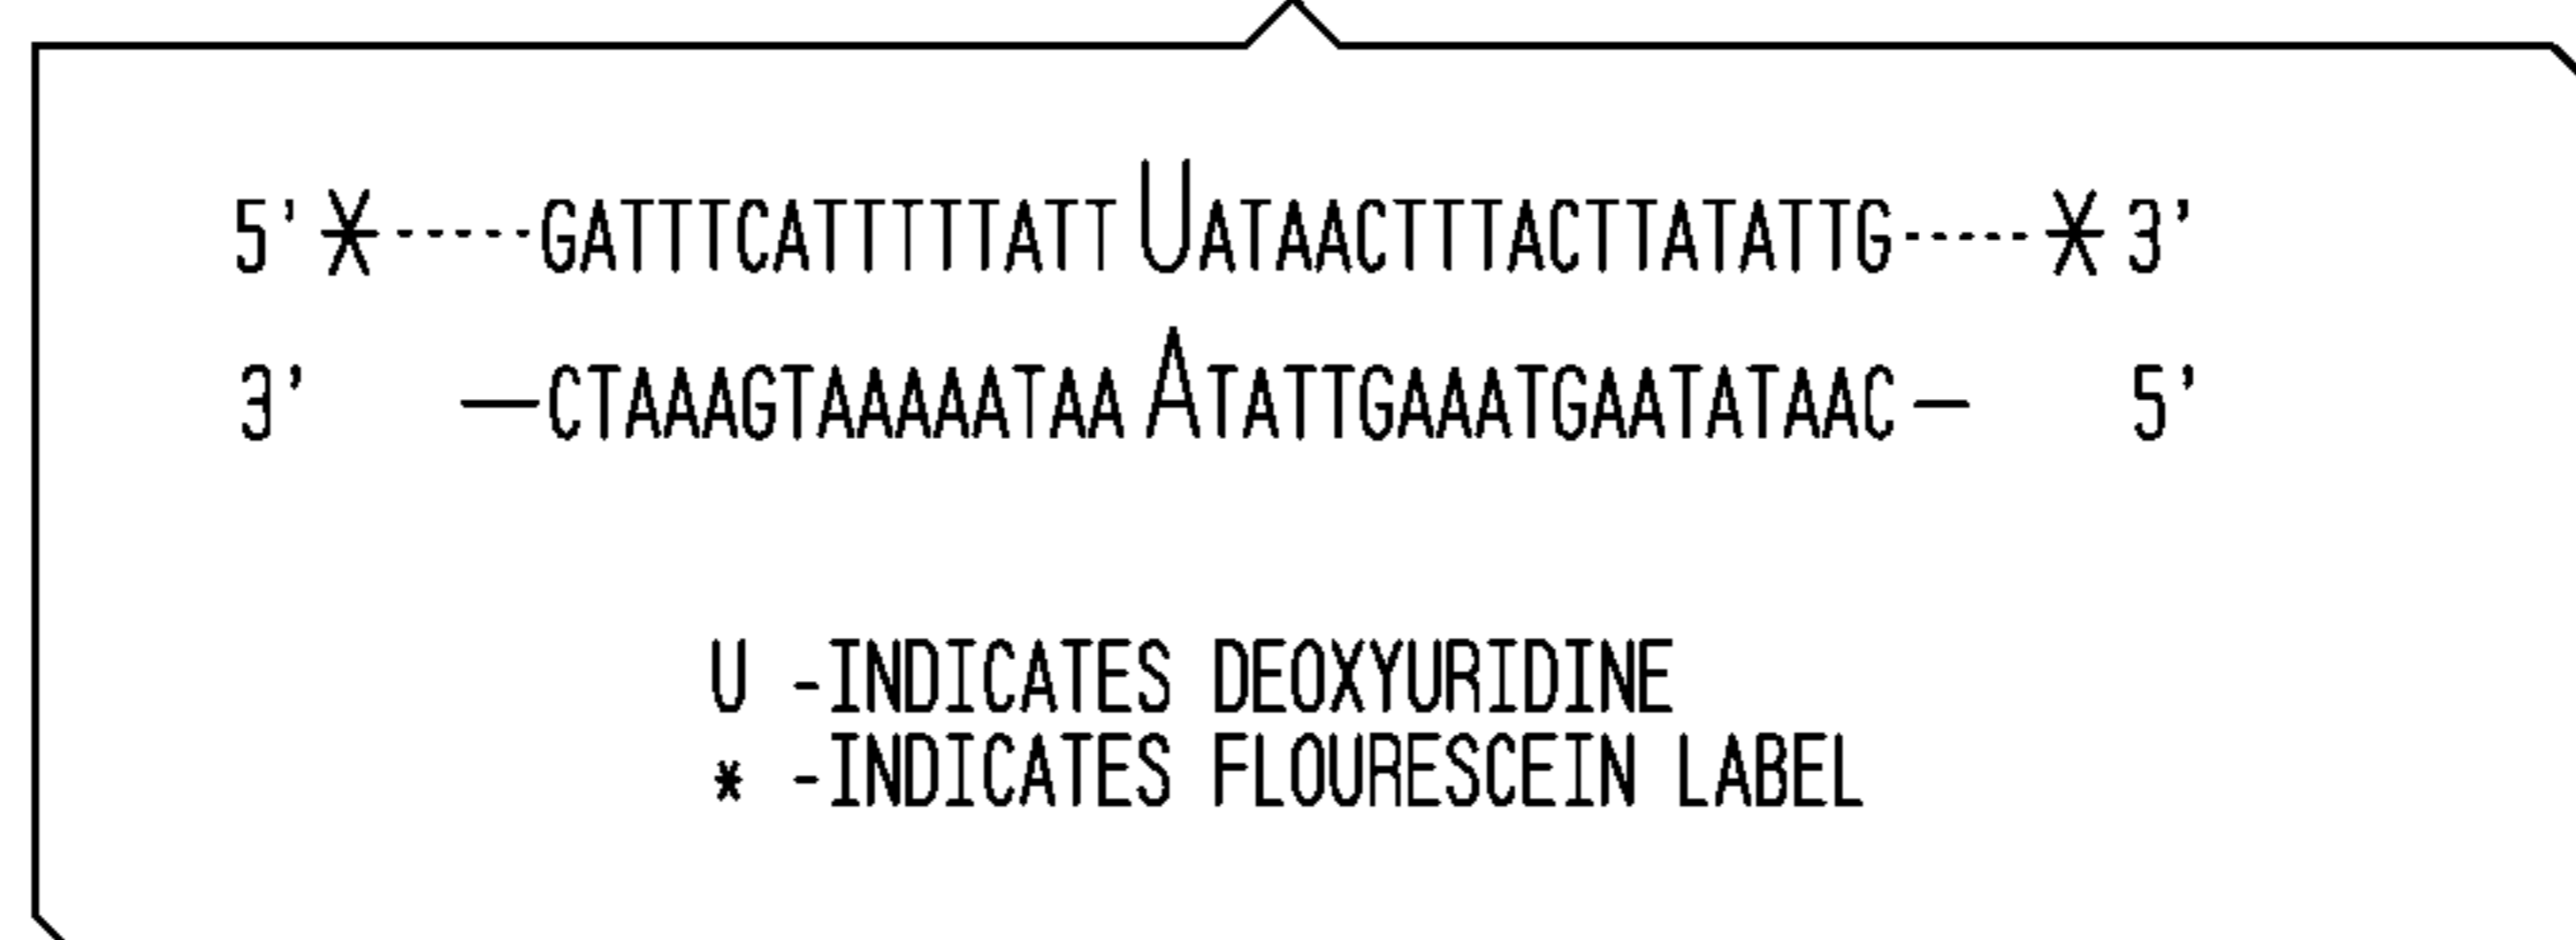 5'*-----GATTTCATTTTTATTUATAACTTTACTTATATTG-----*3'
3' —CTAAAGTAAAAATAAATATTGAAATGAATATAAC— 5'
U -INDICATES DEOXYURIDINE
* -INDICATES FLOURESCEIN LABEL